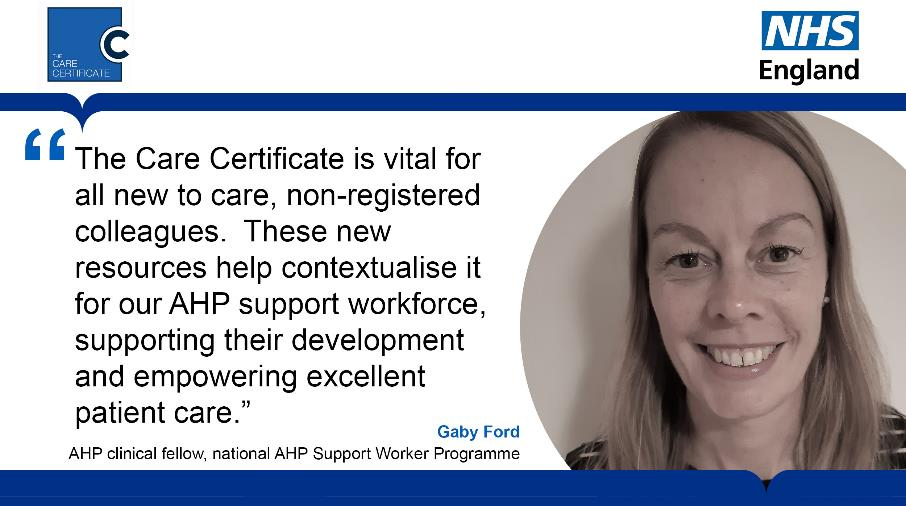 THE
CARE
CERTIFICATE
C
NHS
England
“
The Care Certificate is vital for
all new to care, non-registered
colleagues.  These new
resources help contextualise it
for our AHP support workforce,
supporting their development
and empowering excellent
patient care.”
Gaby Ford
AHP clinical fellow, national AHP Support Worker Programme